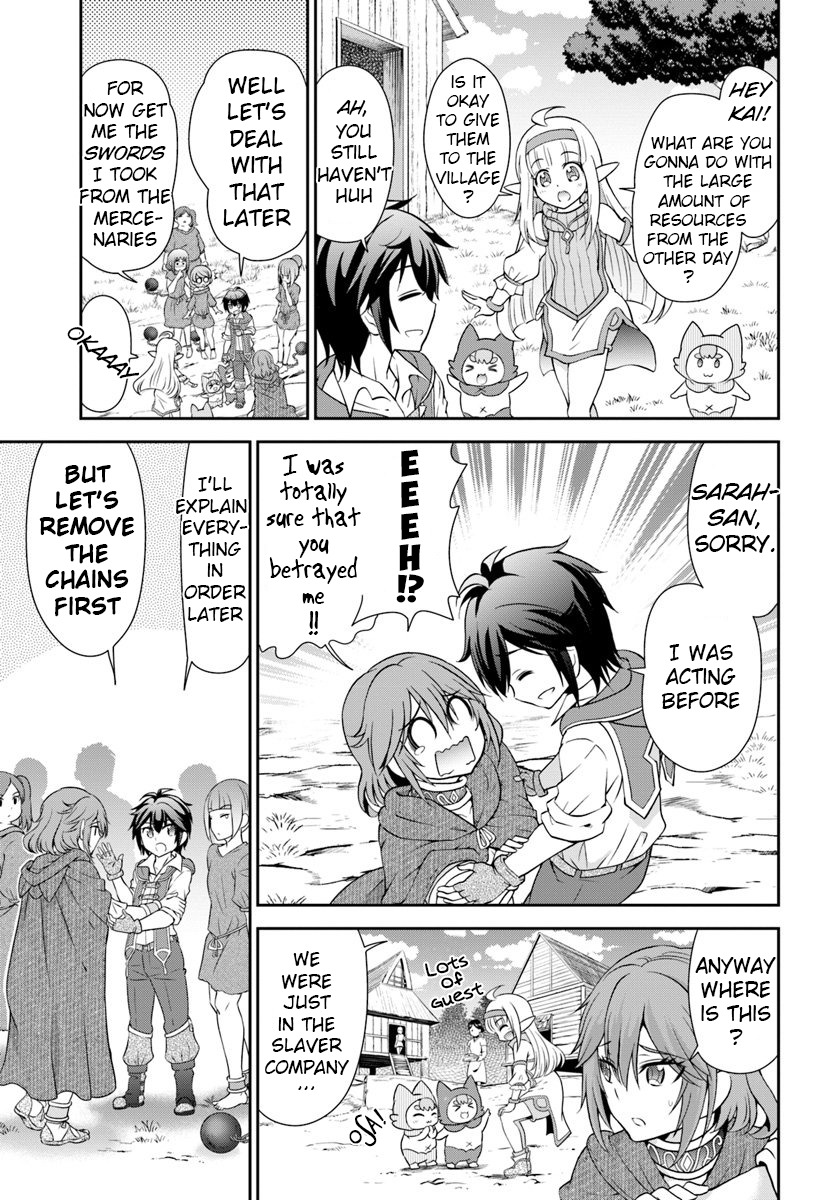 HEY
KAI!
WHAT ARE YOU
GONNA DO WITH
THE LARGE
AMOUNT OF
RESOURCES
FROM THE
OTHER DAY
?
IS IT
OKAY
TO GIVE
THEM
TO THE
VILLAGE
?
AH,
YOU
STILL
HAVEN'T
HUH
WELL
LET'S
DEAL
WITH
THAT
LATER
FOR
NOW GET
ME THE
SWORDS
I TOOK
FROM THE
MERCE-
NARIES
OKAAAY
SARAH-
SAN,
SORRY.
I WAS
ACTING
BEFORE
EEEH!?
I was
totally
sure that
you
betrayed
me
!!
I'LL
EXPLAIN
EVERY-
THING
IN
ORDER
LATER
BUT
LET'S
REMOVE
THE
CHAINS
FIRST
ANYWAY
WHERE
IS THIS
?
Lots
of
Guest
WE
WERE
JUST
IN THE
SLAVER
COMPANY
...
OSA!